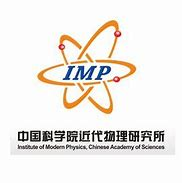 IMP
中国科学院近代物理研究所
Institute of Modern Physics, Chinese Academy of Sciences